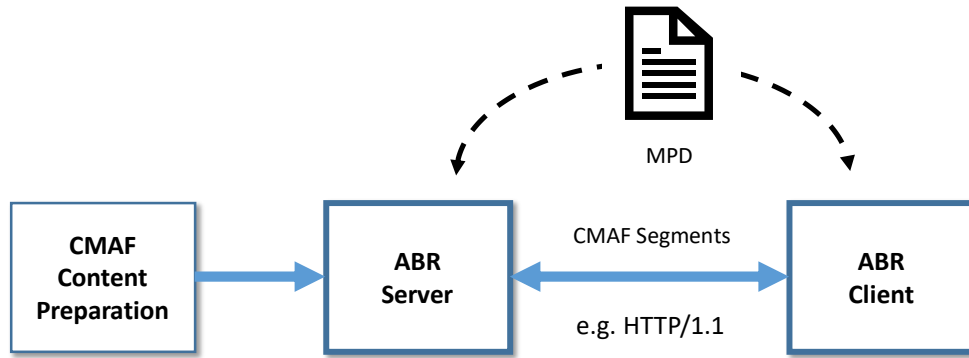 MPD
CMAF
Content
Preparation
ABR
Server
CMAF Segments
e.g. HTTP/1.1
ABR
Client